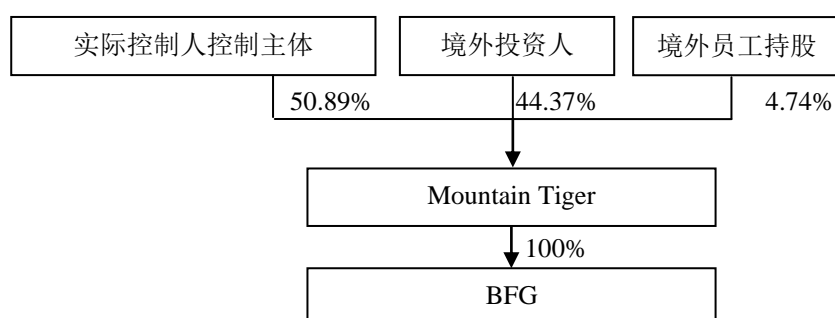 实际控制人控制主体
境外投资人
境外员工持股
50.89%
44.37%
4.74%
Mountain Tiger
100%
BFG